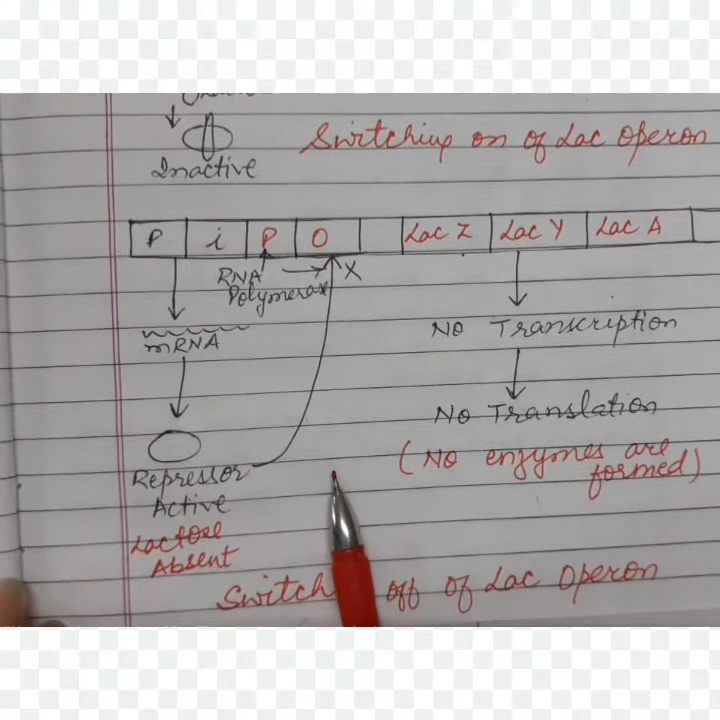 Switching on of Lac Operon
Inactive
P i P O Lac Z Lac Y Lac A
RNA
Polymerase
X
mRNA
NO Transcription
NO Translation
(NO enzymes are
formed)
Repressor
Active
Lactose
Absent
Switch off of Lac Operon